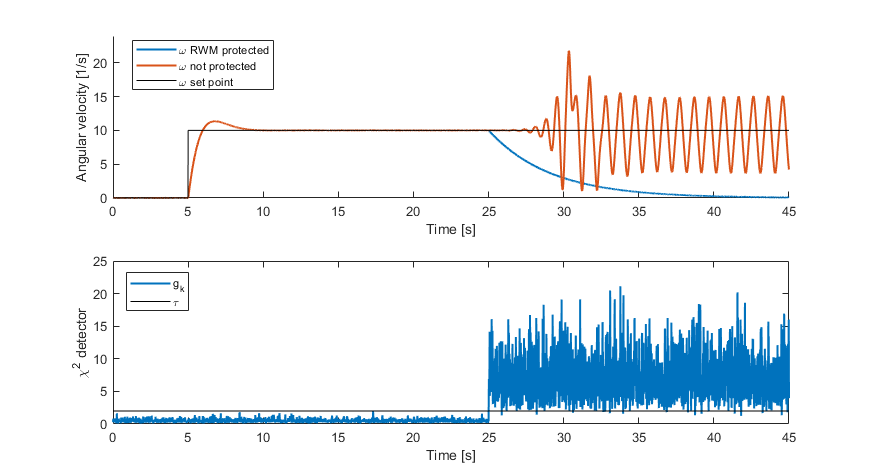 ω RWM protected
ω not protected
ω set point
Angular velocity [1/s]
20
15
10
5
0
0 5 10 15 20 25 30 35 40 45
Time [s]
g_k
τ
χ² detector
25
20
15
10
5
0
0 5 10 15 20 25 30 35 40 45
Time [s]